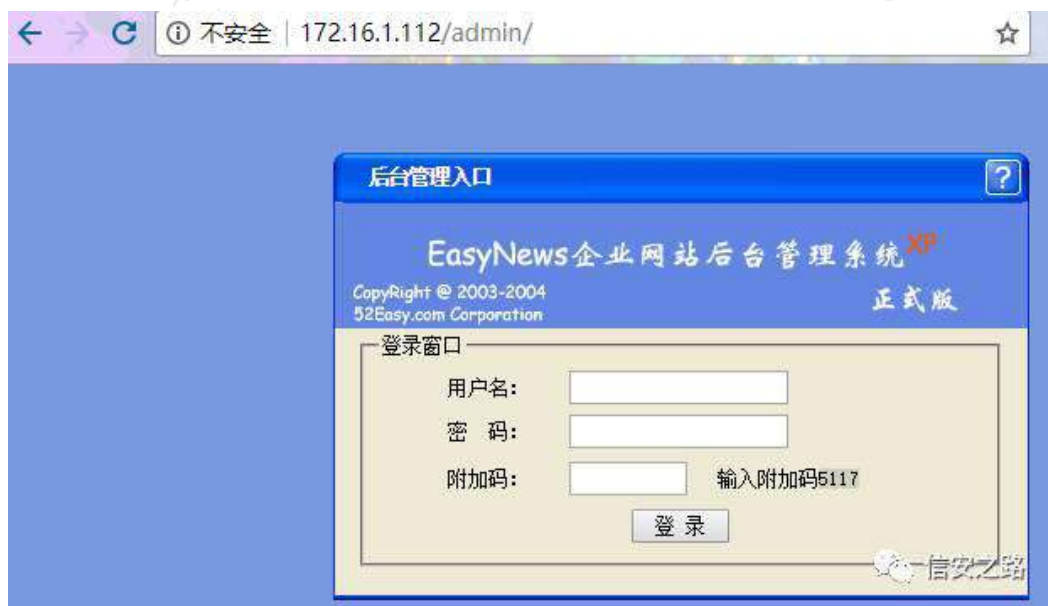 不安全 172.16.1.112/admin/
后台管理入口
EasyNews企业网站后台管理系统XP
CopyRight @ 2003-2004
正式版
52Easy.com Corporation
登录窗口
用户名:
密 码:
附加码: 输入附加码5117
登 录
信安之路